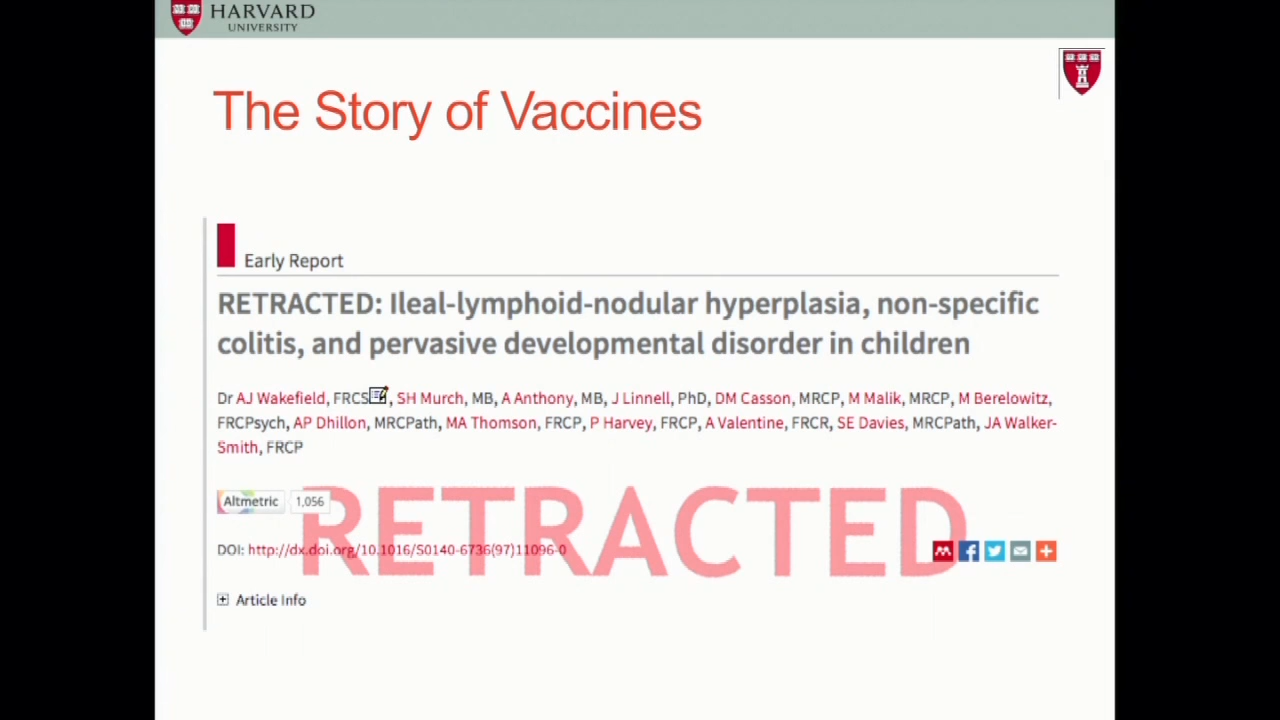 HARVARD
UNIVERSITY
The Story of Vaccines
Early Report
RETRACTED: Ileal-lymphoid-nodular hyperplasia, non-specific
colitis, and pervasive developmental disorder in children
Dr AJ Wakefield, FRCS, SH Murch, MB, A Anthony, MB, J Linnell, PhD, DM Casson, MRCP, M Malik, MRCP, M Berelowitz,
FRCPsych, AP Dhillon, MRCPath, MA Thomson, FRCP, P Harvey, FRCP, A Valentine, FRCR, SE Davies, MRCPath, JA Walker-
Smith, FRCP
Altmetric 1,056
RETRACTED
DOI: http://dx.doi.org/10.1016/S0140-6736(97)11096-0
Article Info